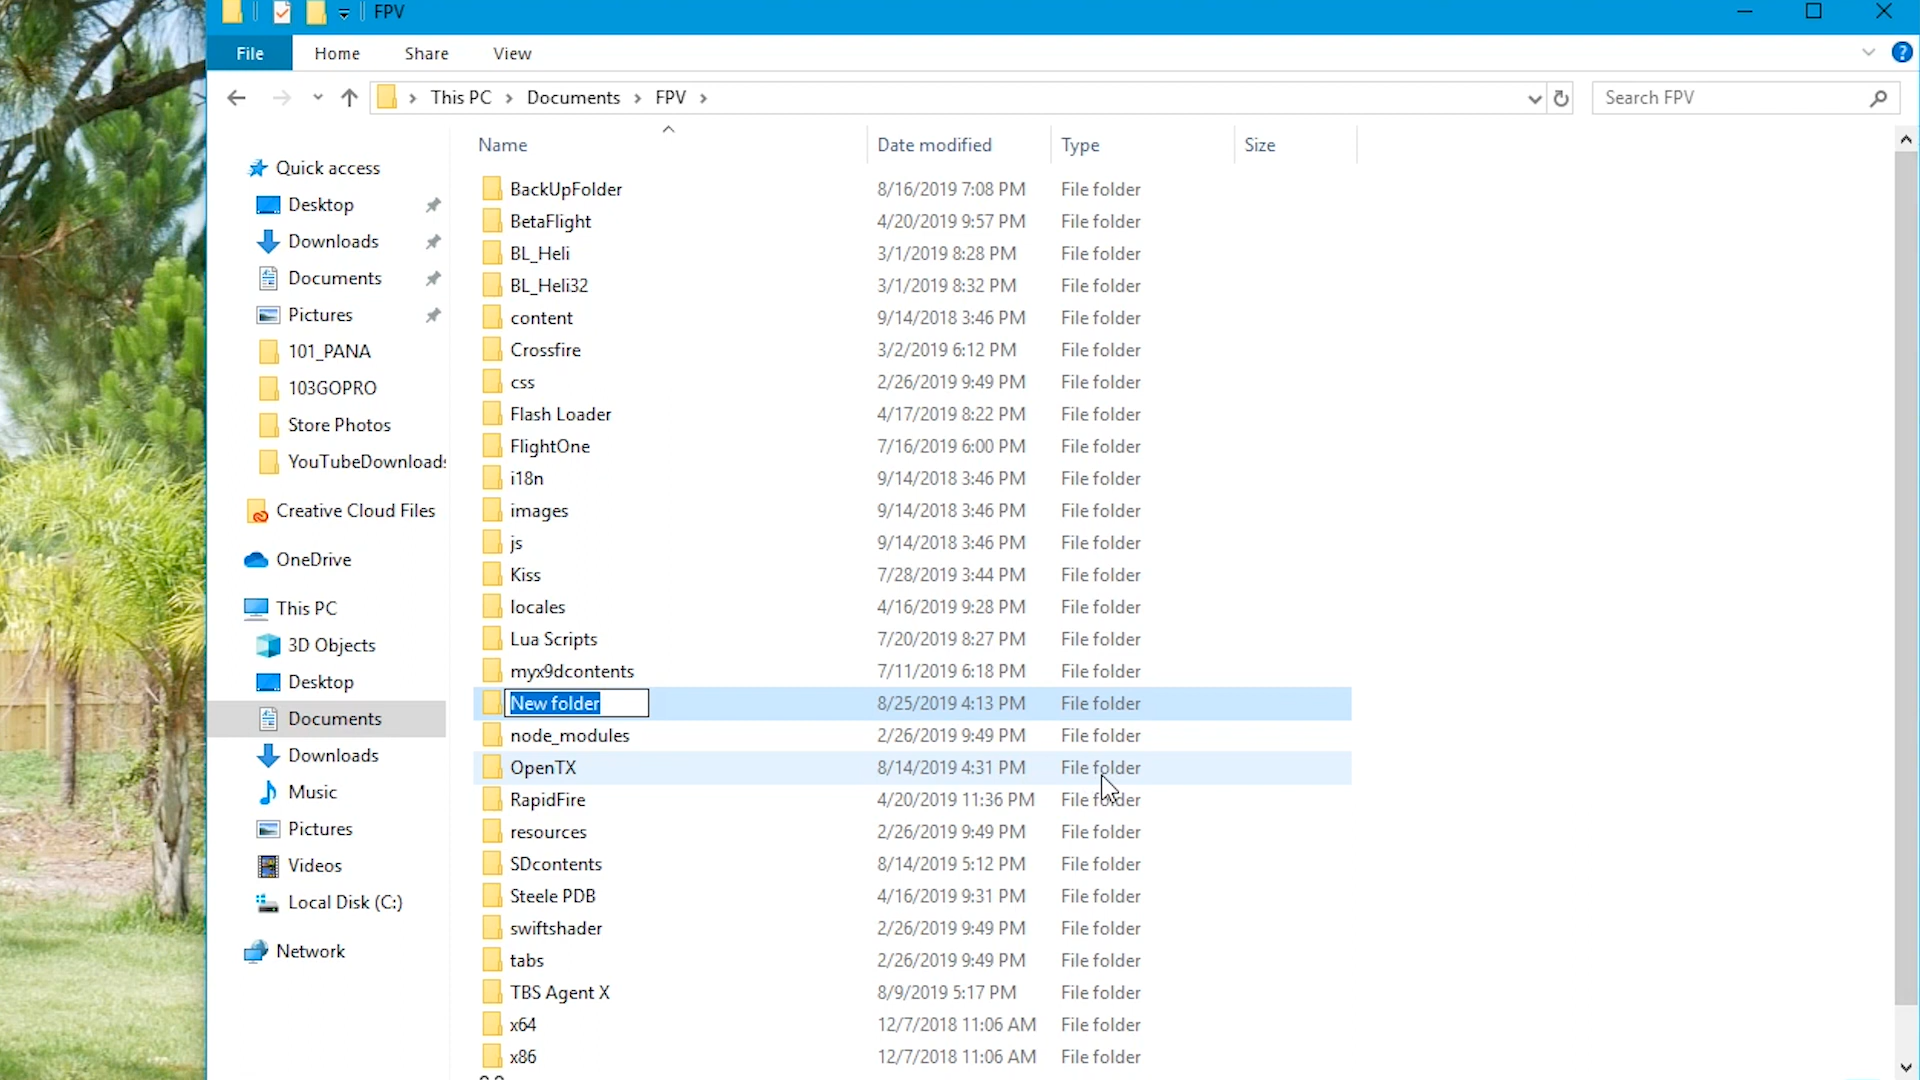 FPV
File Home Share View
This PC Documents FPV Search FPV
Name Date modified Type Size
Quick access
Desktop
Downloads
Documents
Pictures
101_PANA
103GOPRO
Store Photos
YouTubeDownloads
Creative Cloud Files
OneDrive
This PC
3D Objects
Desktop
Documents
Downloads
Music
Pictures
Videos
Local Disk (C:)
Network
BackUpFolder 8/16/2019 7:08 PM File folder
BetaFlight 4/20/2019 9:57 PM File folder
BL_Heli 3/1/2019 8:28 PM File folder
BL_Heli32 3/1/2019 8:32 PM File folder
content 9/14/2018 3:46 PM File folder
Crossfire 3/2/2019 6:12 PM File folder
css 2/26/2019 9:49 PM File folder
Flash Loader 4/17/2019 8:22 PM File folder
FlightOne 7/16/2019 6:00 PM File folder
i18n 9/14/2018 3:46 PM File folder
images 9/14/2018 3:46 PM File folder
js 9/14/2018 3:46 PM File folder
Kiss 7/28/2019 3:44 PM File folder
locales 4/16/2019 9:28 PM File folder
Lua Scripts 7/20/2019 8:27 PM File folder
myx9dcontents 7/11/2019 6:18 PM File folder
New folder 8/25/2019 4:13 PM File folder
node_modules 2/26/2019 9:49 PM File folder
OpenTX 8/14/2019 4:31 PM File folder
RapidFire 4/20/2019 11:36 PM File folder
resources 2/26/2019 9:49 PM File folder
SDcontents 8/14/2019 5:12 PM File folder
Steele PDB 4/16/2019 9:31 PM File folder
swiftshader 2/26/2019 9:49 PM File folder
tabs 2/26/2019 9:49 PM File folder
TBS Agent X 8/9/2019 5:17 PM File folder
x64 12/7/2018 11:06 AM File folder
x86 12/7/2018 11:06 AM File folder